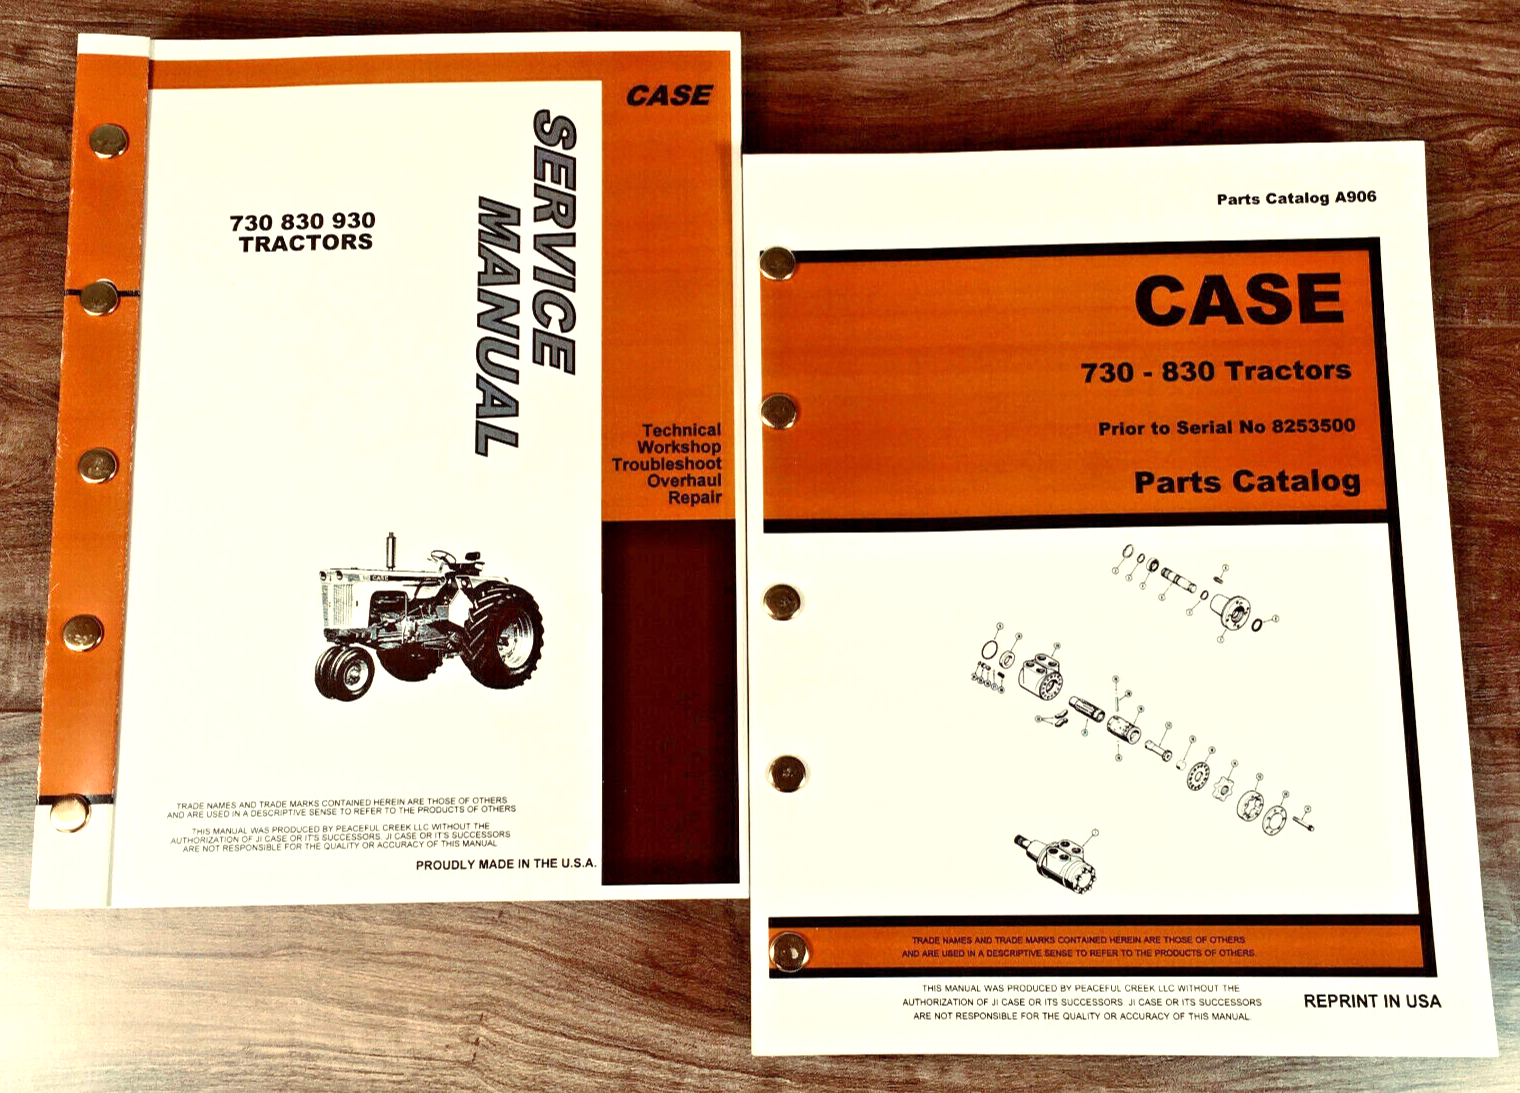 CASE
SERVICE
MANUAL
730 830 930
TRACTORS
Technical
Workshop
Troubleshoot
Overhaul
Repair
CASE
TRADE NAMES AND TRADE MARKS CONTAINED HEREIN ARE THOSE OF OTHERS
AND ARE USED IN A DESCRIPTIVE SENSE TO REFER TO THE PRODUCTS OF OTHERS
THIS MANUAL WAS PRODUCED BY PEACEFUL CREEK LLC WITHOUT THE
AUTHORIZATION OF JI CASE OR IT'S SUCCESSORS. JI CASE OR IT'S SUCCESSORS
ARE NOT RESPONSIBLE FOR THE QUALITY OR ACCURACY OF THIS MANUAL
PROUDLY MADE IN THE U.S.A.
Parts Catalog A906
CASE
730 - 830 Tractors
Prior to Serial No 8253500
Parts Catalog
TRADE NAMES AND TRADE MARKS CONTAINED HEREIN ARE THOSE OF OTHERS
AND ARE USED IN A DESCRIPTIVE SENSE TO REFER TO THE PRODUCTS OF OTHERS.
THIS MANUAL WAS PRODUCED BY PEACEFUL CREEK LLC WITHOUT THE
AUTHORIZATION OF JI CASE OR ITS SUCCESSORS JI CASE OR ITS SUCCESSORS
ARE NOT RESPONSIBLE FOR THE QUALITY OR ACCURACY OF THIS MANUAL.
REPRINT IN USA